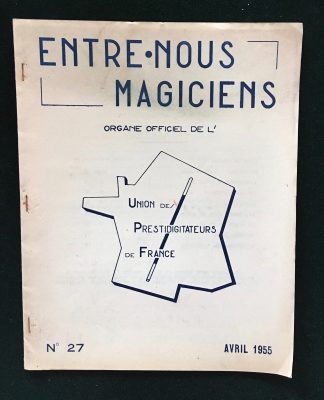 ENTRE•NOUS
MAGICIENS
ORGANE OFFICIEL DE L'
UNION DES
PRESTIDIGITATEURS
DE FRANCE
N° 27
AVRIL 1955